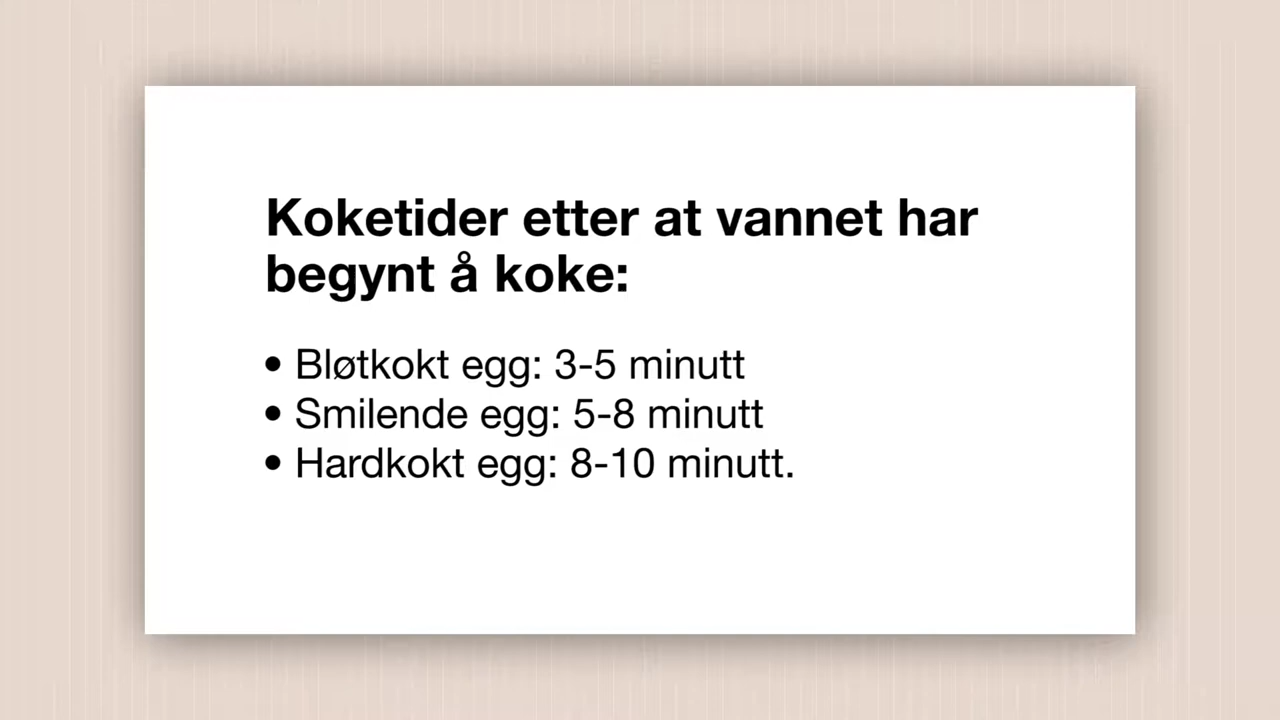 Koketider etter at vannet har
begynt å koke:
• Bløtkokt egg: 3-5 minutt
• Smilende egg: 5-8 minutt
• Hardkokt egg: 8-10 minutt.